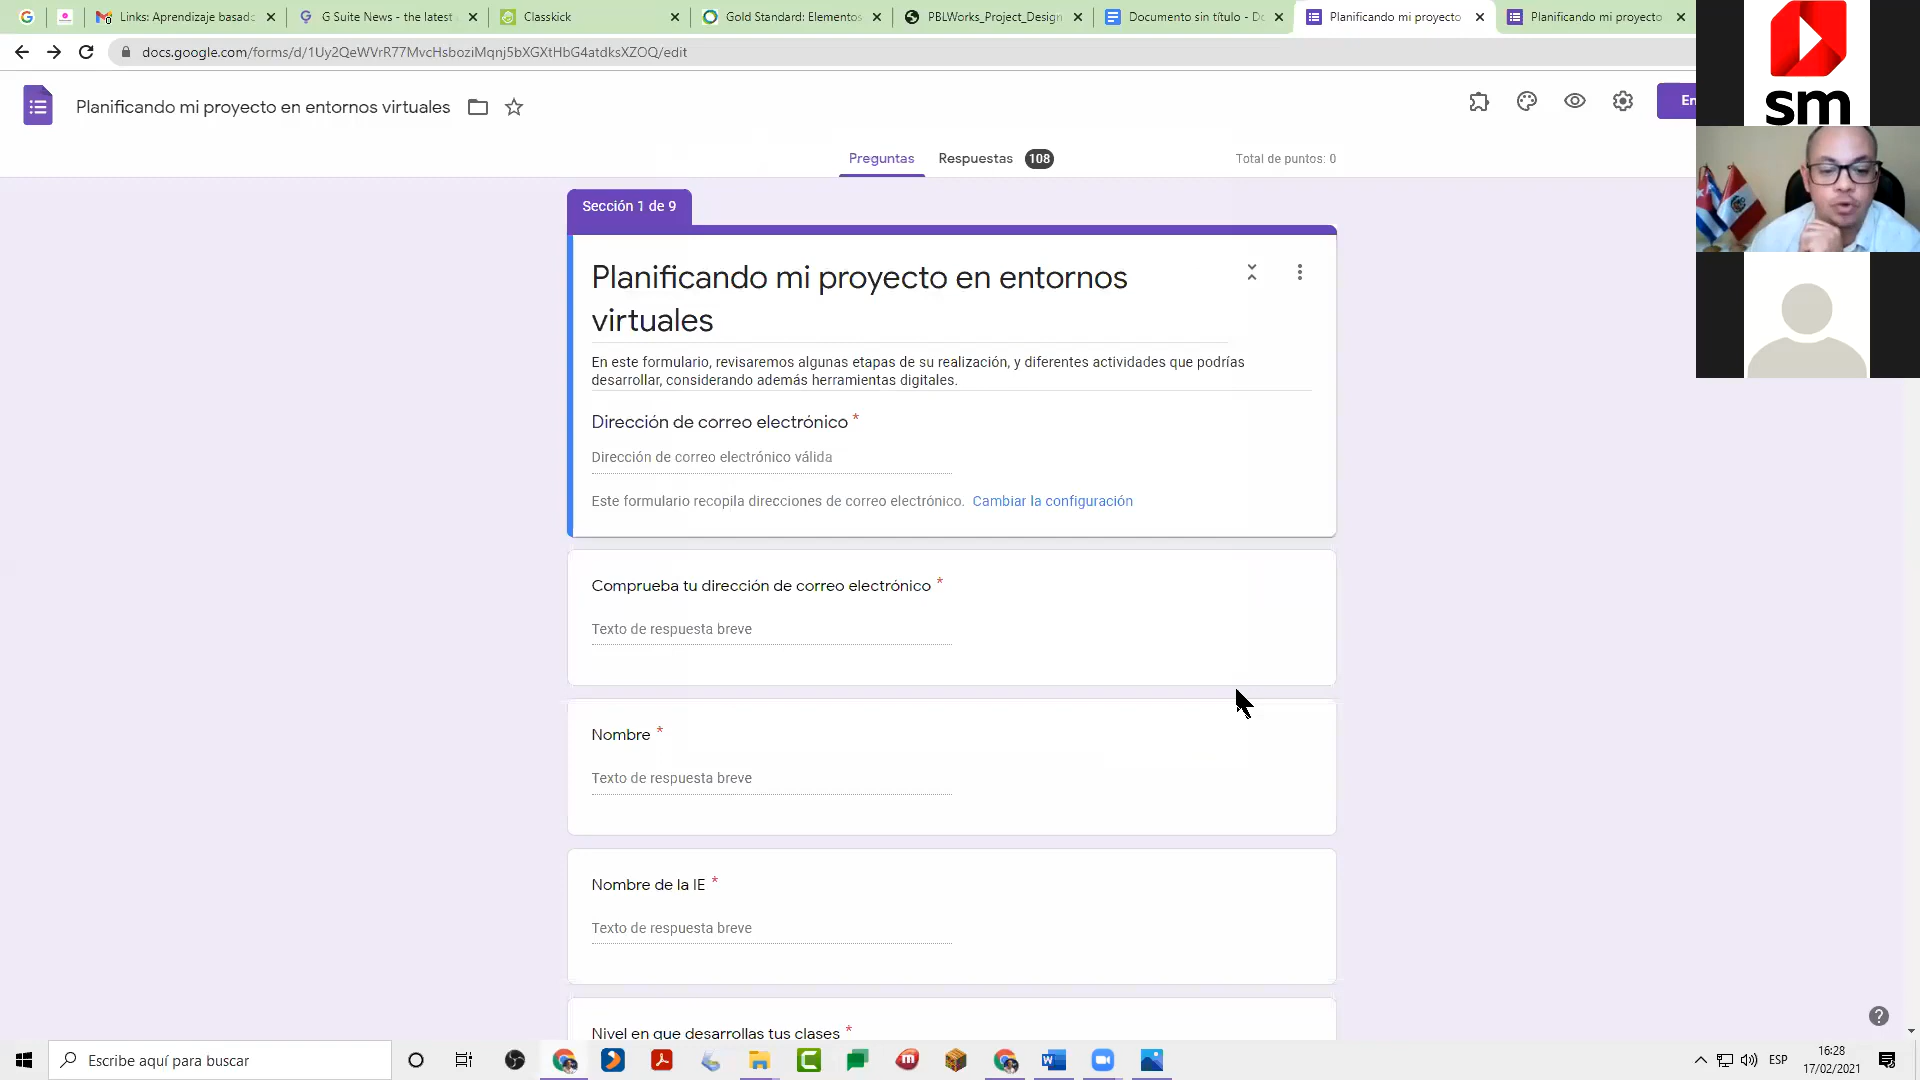 Links: Aprendizaje basad
G Suite News - the latest
Classkick
Gold Standard: Elementos
PBLWorks_Project_Design
Documento sin título - D
Planificando mi proyecto
Planificando mi proyecto
docs.google.com/forms/d/1Uy2QeWVrR77MvcHsboziMqnj5bXGXtHbG4atdksXZOQ/edit
Planificando mi proyecto en entornos virtuales
En
sm
Preguntas
Respuestas 108
Total de puntos: 0
Sección 1 de 9
Planificando mi proyecto en entornos
virtuales
En este formulario, revisaremos algunas etapas de su realización, y diferentes actividades que podrías
desarrollar, considerando además herramientas digitales.
Dirección de correo electrónico *
Dirección de correo electrónico válida
Este formulario recopila direcciones de correo electrónico. Cambiar la configuración
Comprueba tu dirección de correo electrónico *
Texto de respuesta breve
Nombre *
Texto de respuesta breve
Nombre de la IE *
Texto de respuesta breve
Nivel en que desarrollas tus clases *
Escribe aquí para buscar
ESP
16:28
17/02/2021